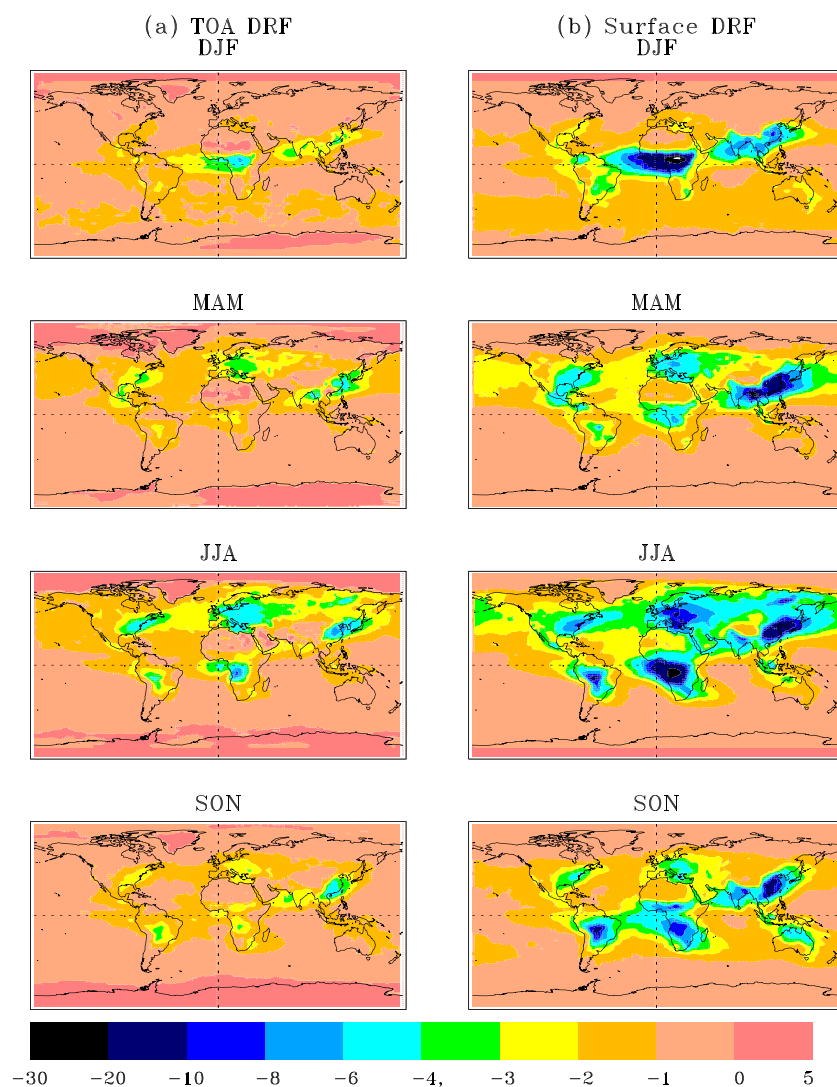 (a) TOA DRF
DJF
(b) Surface DRF
DJF
MAM
MAM
JJA
JJA
SON
SON
−30 −20 −10 −8 −6 −4, −3 −2 −1 0 5